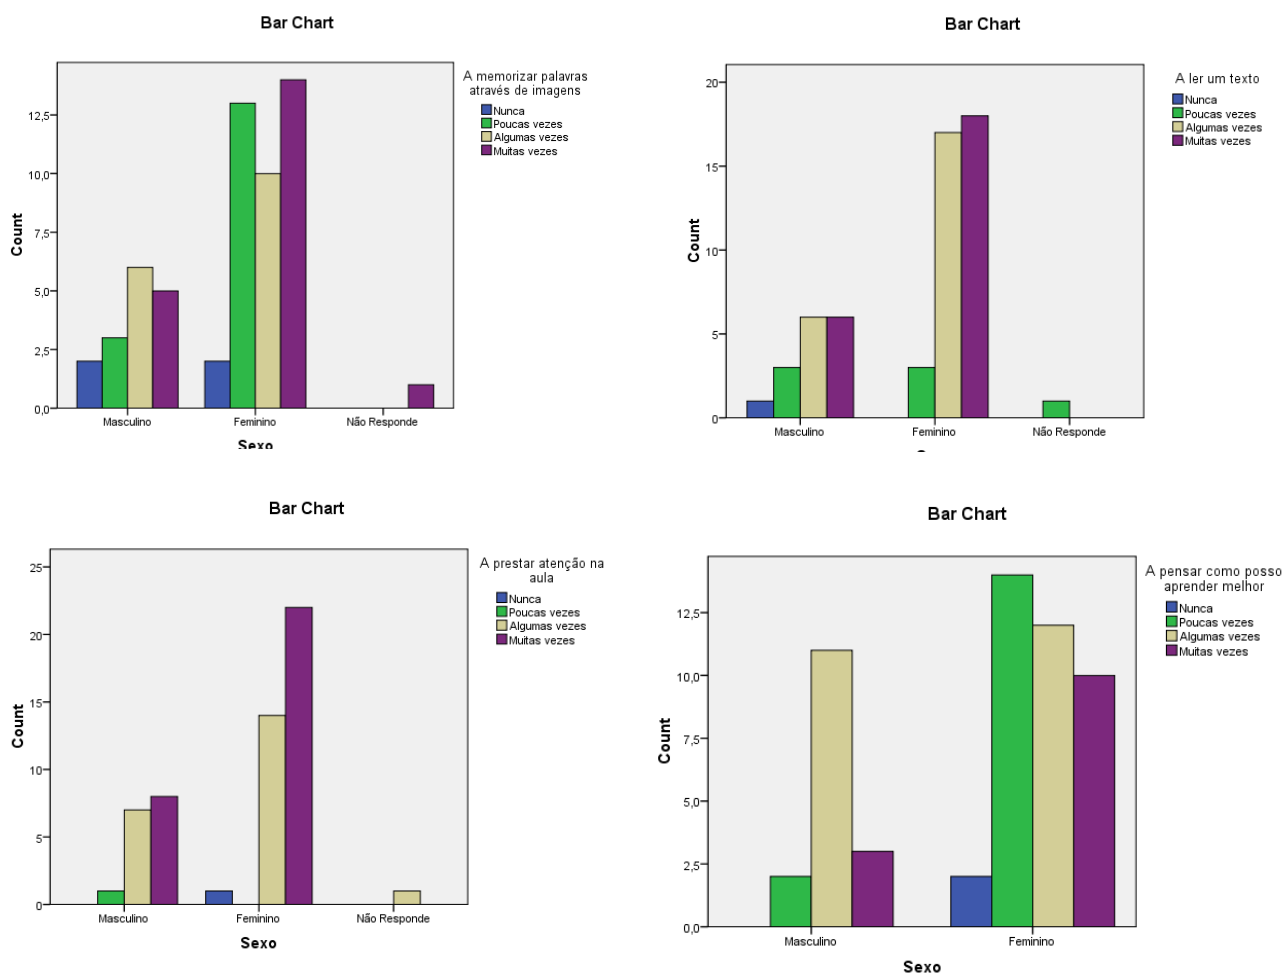 Bar Chart
A memorizar palavras
através de imagens
Nunca
Poucas vezes
Algumas vezes
Muitas vezes
12,5
10,0
7,5
5,0
2,5
0,0
Count
Masculino
Feminino
Não Responde
Sexo
Bar Chart
A ler um texto
Nunca
Poucas vezes
Algumas vezes
Muitas vezes
20
15
10
5
0
Count
Masculino
Feminino
Não Responde
Bar Chart
A prestar atenção na
aula
Nunca
Poucas vezes
Algumas vezes
Muitas vezes
25
20
15
10
5
0
Count
Masculino
Feminino
Não Responde
Sexo
Bar Chart
A pensar como posso
aprender melhor
Nunca
Poucas vezes
Algumas vezes
Muitas vezes
12,5
10,0
7,5
5,0
2,5
0,0
Count
Masculino
Feminino
Sexo